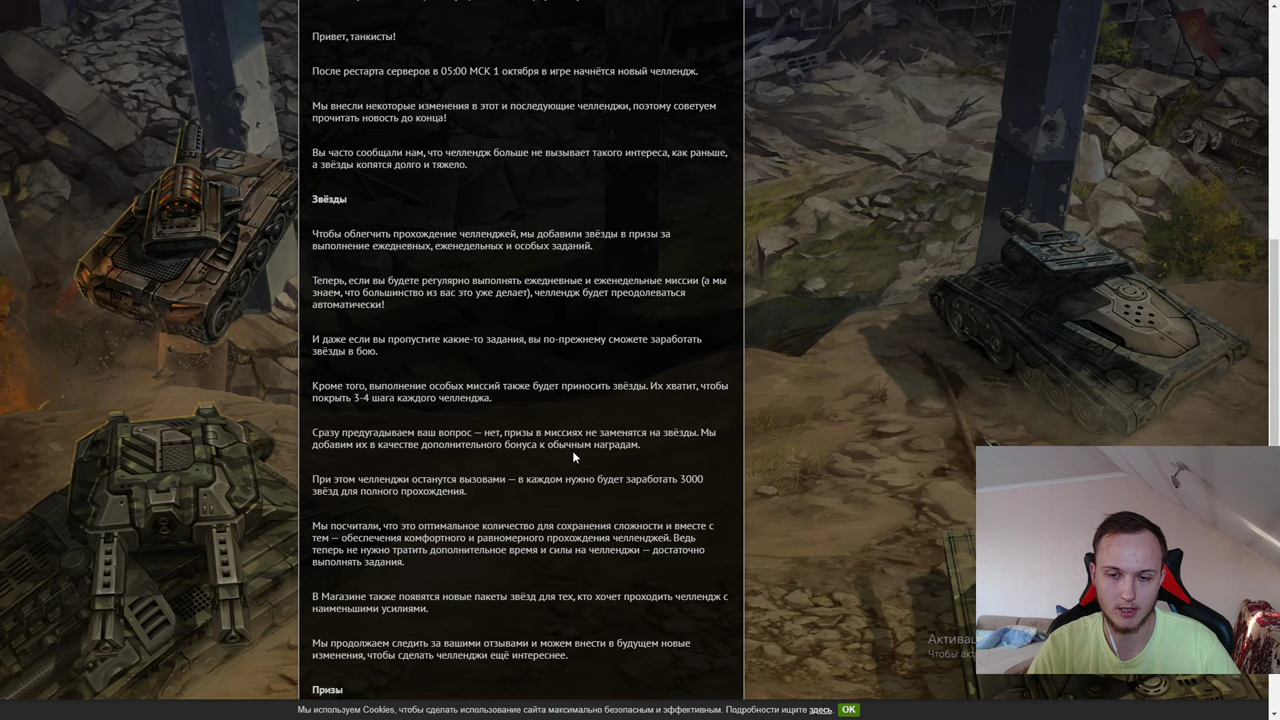 Привет, танкисты!
После рестарта серверов в 05:00 МСК 1 октября в игре начнётся новый челлендж.
Мы внесли некоторые изменения в этот и последующие челленджи, поэтому советуем
прочитать новость до конца!
Вы часто сообщали нам, что челлендж больше не вызывает такого интереса, как раньше,
а звёзды копятся долго и тяжело.
Звёзды
Чтобы облегчить прохождение челленджей, мы добавили звёзды в призы за
выполнение ежедневных, еженедельных и особых заданий.
Теперь, если вы будете регулярно выполнять ежедневные и еженедельные миссии (а мы
знаем, что большинство из вас это уже делает), челлендж будет преодолеваться
автоматически!
И даже если вы пропустите какие-то задания, вы по-прежнему сможете заработать
звёзды в бою.
Кроме того, выполнение особых миссий также будет приносить звёзды. Их хватит, чтобы
покрыть 3-4 шага каждого челленджа.
Сразу предугадываем ваш вопрос — нет, призы в миссиях не заменятся на звёзды. Мы
добавим их в качестве дополнительного бонуса к обычным наградам.
При этом челленджи останутся вызовами — в каждом нужно будет заработать 3000
звёзд для полного прохождения.
Мы посчитали, что это оптимальное количество для сохранения сложности и вместе с
тем — обеспечения комфортного и равномерного прохождения челленджей. Ведь
теперь не нужно тратить дополнительное время и силы на челленджи — достаточно
выполнять задания.
В Магазине также появятся новые пакеты звёзд для тех, кто хочет проходить челлендж с
наименьшими усилиями.
Мы продолжаем следить за вашими отзывами и можем внести в будущем новые
изменения, чтобы сделать челленджи ещё интереснее.
Призы
Мы используем Cookies, чтобы сделать использование сайта максимально безопасным и эффективным. Подробности ищите здесь. OK